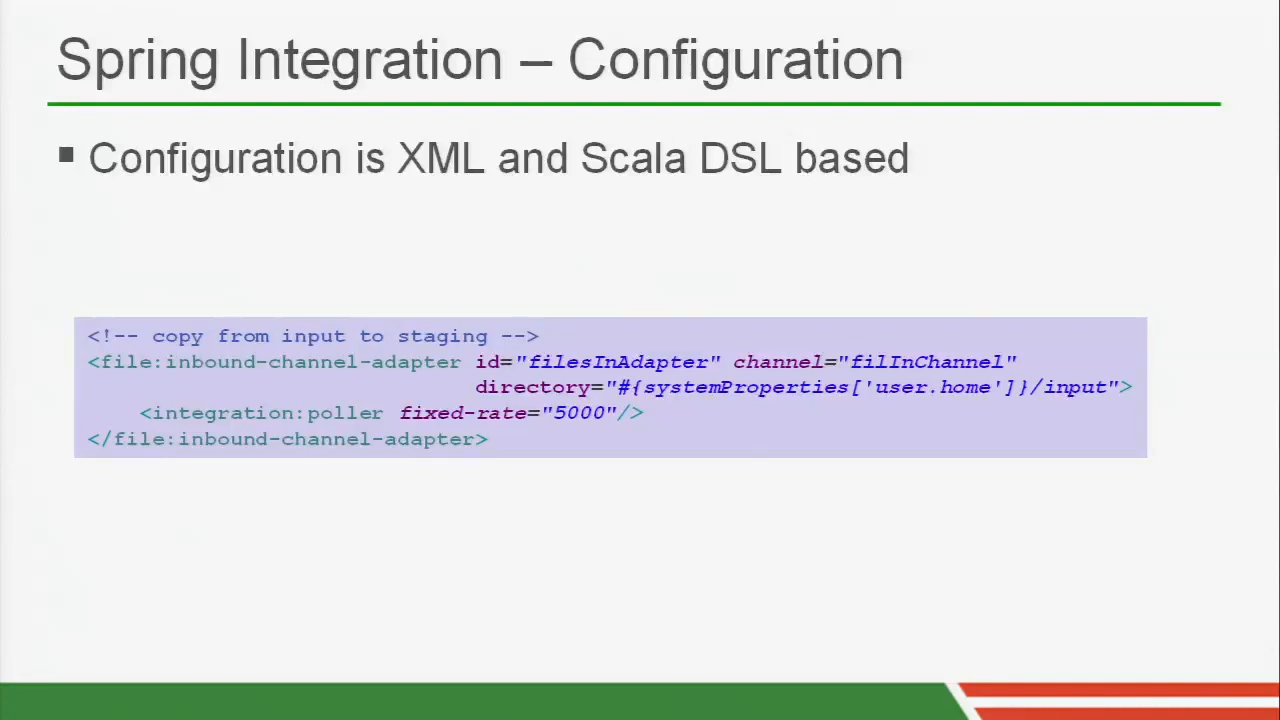 Spring Integration – Configuration
▪ Configuration is XML and Scala DSL based
<!-- copy from input to staging -->
<file:inbound-channel-adapter id="filesInAdapter" channel="filInChannel"
directory="#{systemProperties['user.home']}/input">
<integration:poller fixed-rate="5000"/>
</file:inbound-channel-adapter>